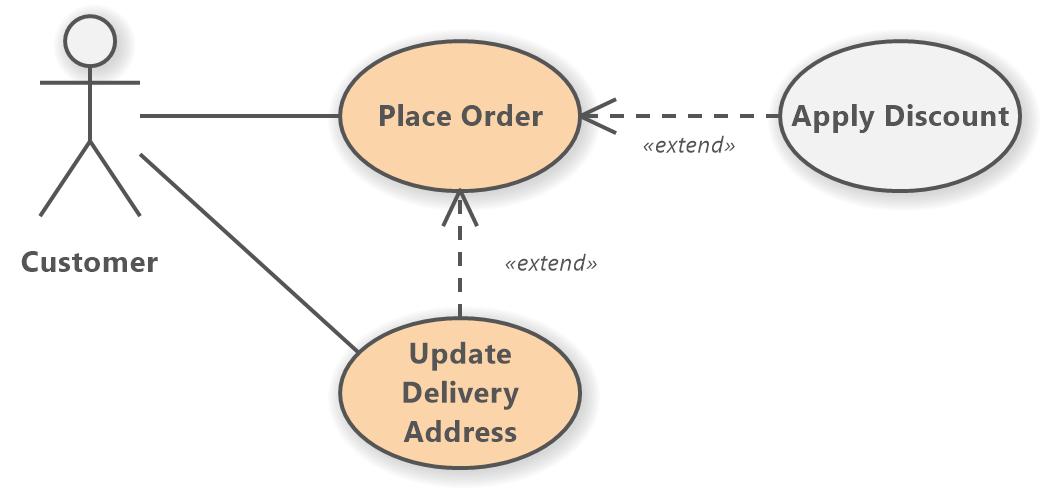 Place Order
Apply Discount
«extend»
Customer
«extend»
Update
Delivery
Address